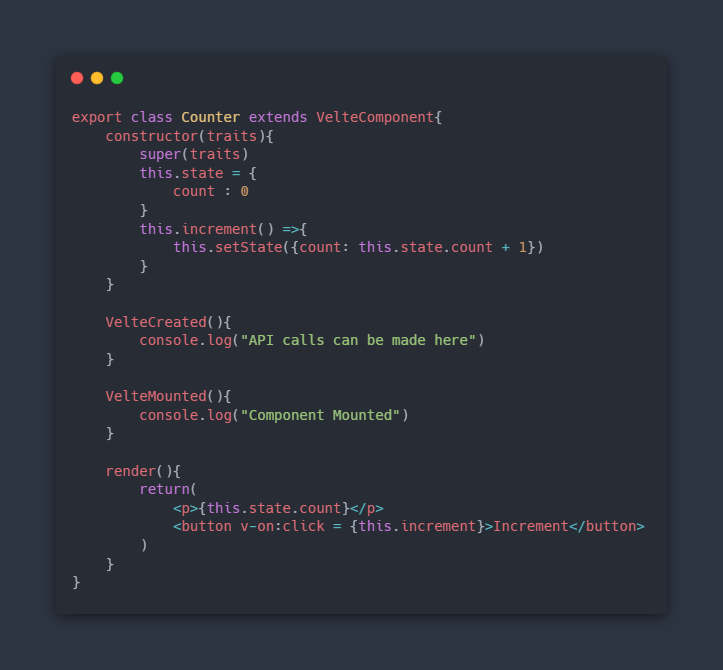 export class Counter extends VelteComponent{
    constructor(traits){
        super(traits)
        this.state = {
            count : 0
        }
        this.increment() =>{
            this.setState({count: this.state.count + 1})
        }
    }

    VelteCreated(){
        console.log("API calls can be made here")
    }

    VelteMounted(){
        console.log("Component Mounted")
    }

    render(){
        return(
            <p>{this.state.count}</p>
            <button v-on:click = {this.increment}>Increment</button>
        )
    }
}